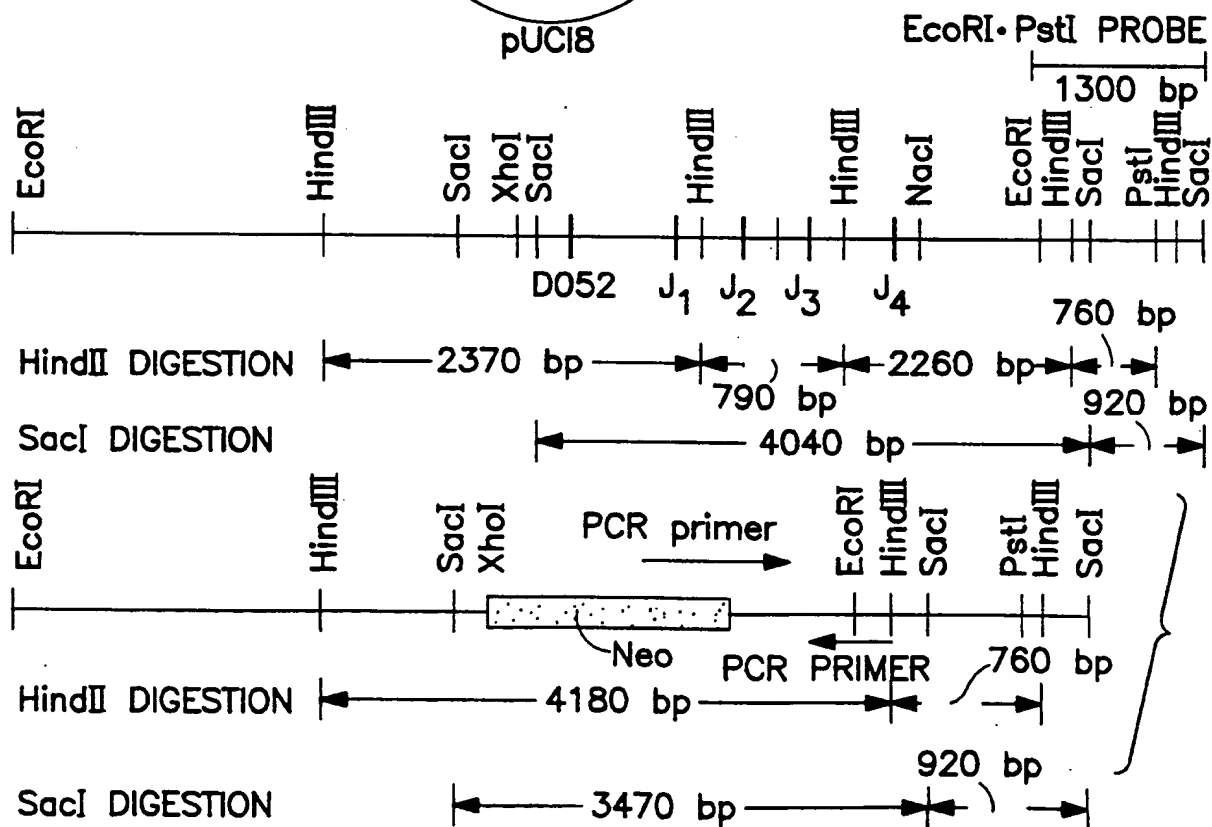 pUC18
EcoRI•PstI PROBE
1300 bp
EcoRI HindIII SacI XhoI SacI HindIII HindIII NacI EcoRI HindIII SacI PstI HindIII SacI
D052 J1 J2 J3 J4
760 bp
HindII DIGESTION 2370 bp 2260 bp
790 bp
920 bp
SacI DIGESTION 4040 bp
EcoRI HindIII SacI XhoI PCR primer EcoRI HindIII SacI PstI HindIII SacI
Neo PCR PRIMER 760 bp
HindII DIGESTION 4180 bp
920 bp
SacI DIGESTION 3470 bp